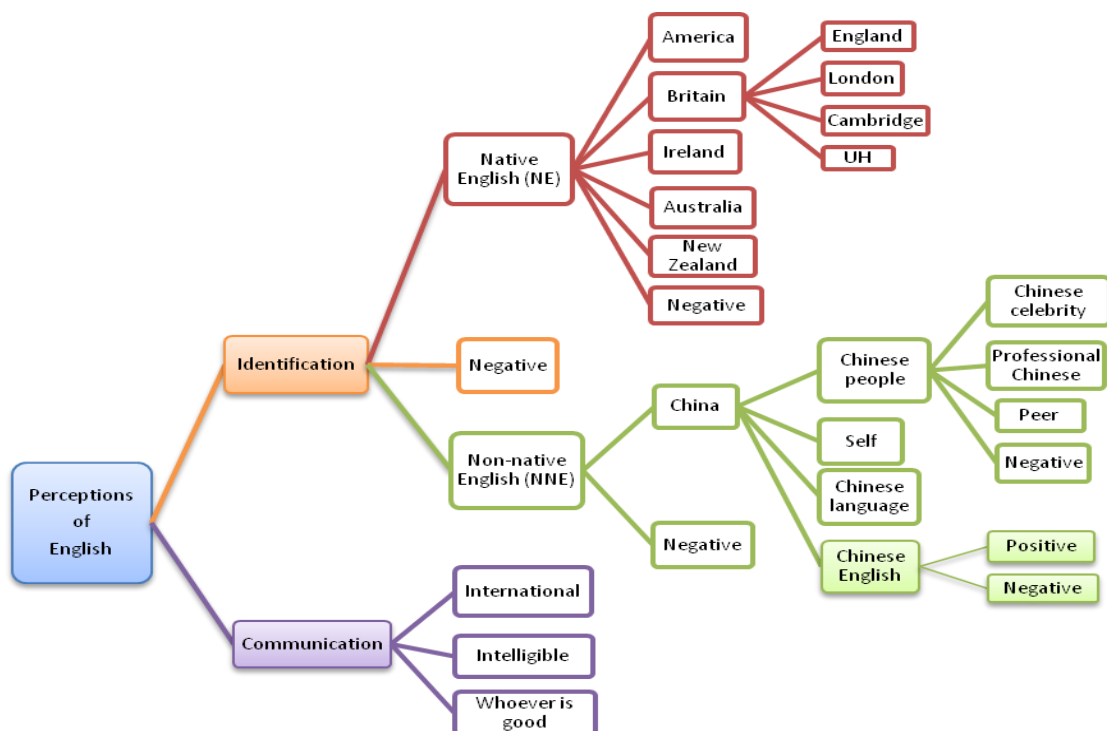 America
England
Britain
London
Cambridge
UH
Native
English (NE)
Ireland
Australia
New
Zealand
Negative
Identification
Negative
Chinese
celebrity
Chinese
people
Professional
Chinese
China
Peer
Self
Negative
Non-native
English (NNE)
Chinese
language
Perceptions
of
English
Negative
Chinese
English
Positive
Negative
International
Communication
Intelligible
Whoever is
good